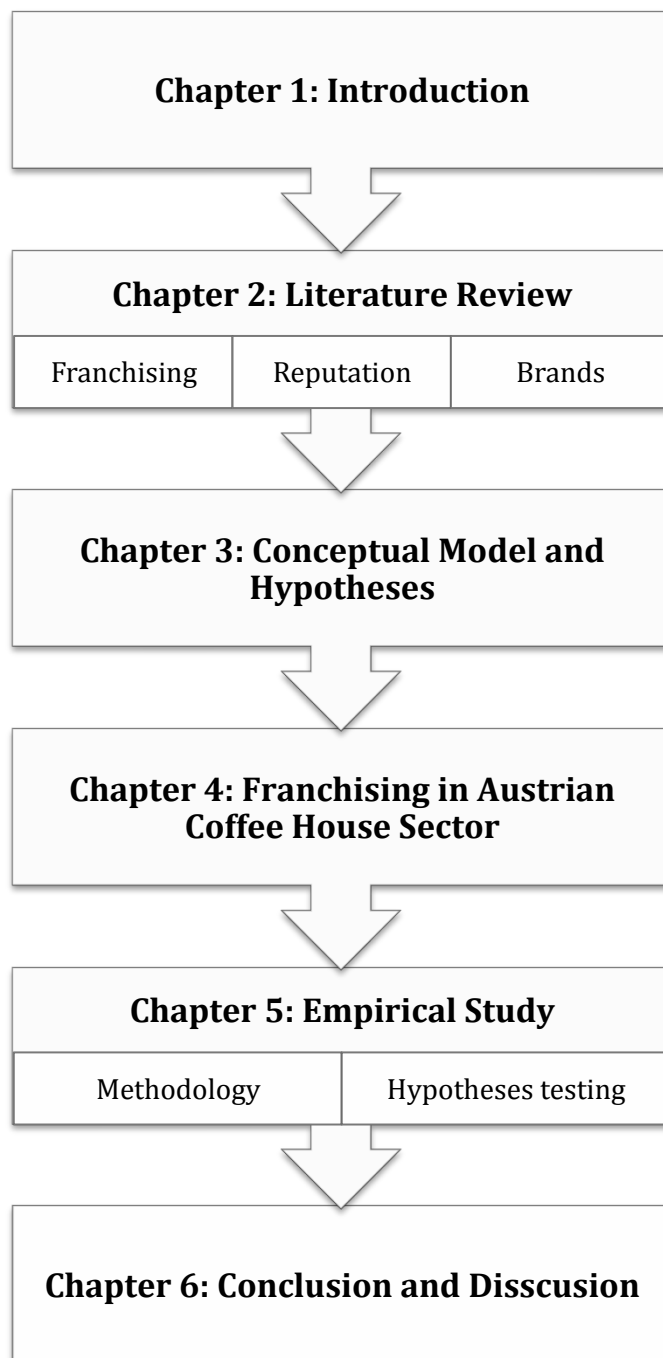 Chapter 1: Introduction
Chapter 2: Literature Review
Franchising Reputation Brands
Chapter 3: Conceptual Model and
Hypotheses
Chapter 4: Franchising in Austrian
Coffee House Sector
Chapter 5: Empirical Study
Methodology Hypotheses testing
Chapter 6: Conclusion and Disscusion